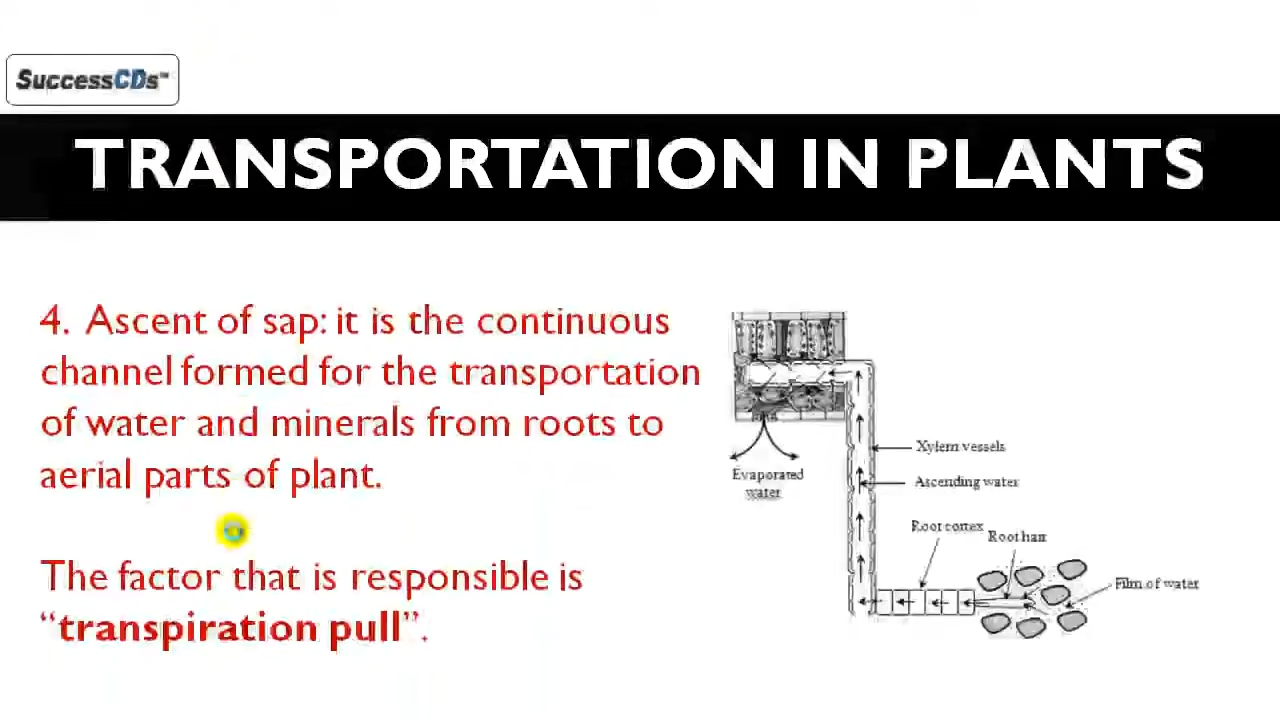 SuccessCDs™
TRANSPORTATION IN PLANTS
4. Ascent of sap: it is the continuous
channel formed for the transportation
of water and minerals from roots to
aerial parts of plant.
The factor that is responsible is
“transpiration pull”.
Evaporated
water
Xylem vessels
Ascending water
Root cortex
Root hair
Film of water